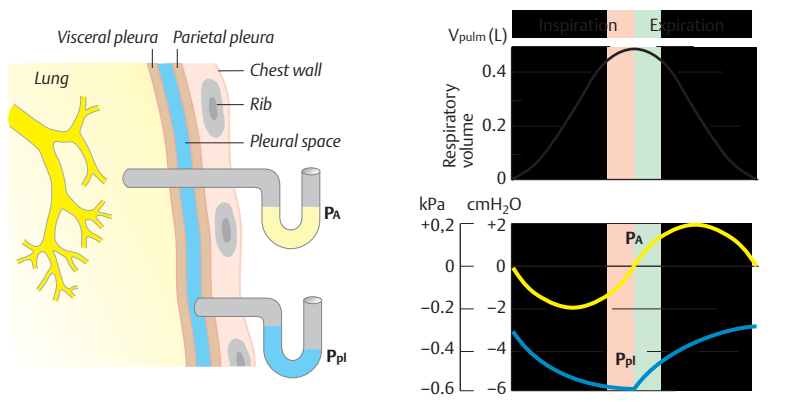 Visceral pleura
Parietal pleura
Lung
Chest wall
Rib
Pleural space
PA
Ppl
Inspiration
Expiration
Vpulm (L)
0.4
0.2
0
Respiratory
volume
kPa
cmH2O
+0,2
+2
0
0
−0.2
−2
−0.4
−4
−0.6
−6
PA
Ppl